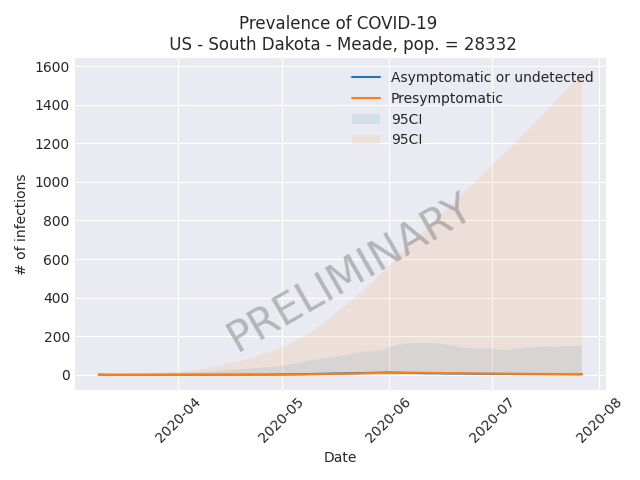 Prevalence of COVID-19
US - South Dakota - Meade, pop. = 28332
1600
1400
1200
1000
800
600
400
200
0
# of infections
Asymptomatic or undetected
Presymptomatic
95CI
95CI
PRELIMINARY
2020-04
2020-05
2020-06
2020-07
2020-08
Date